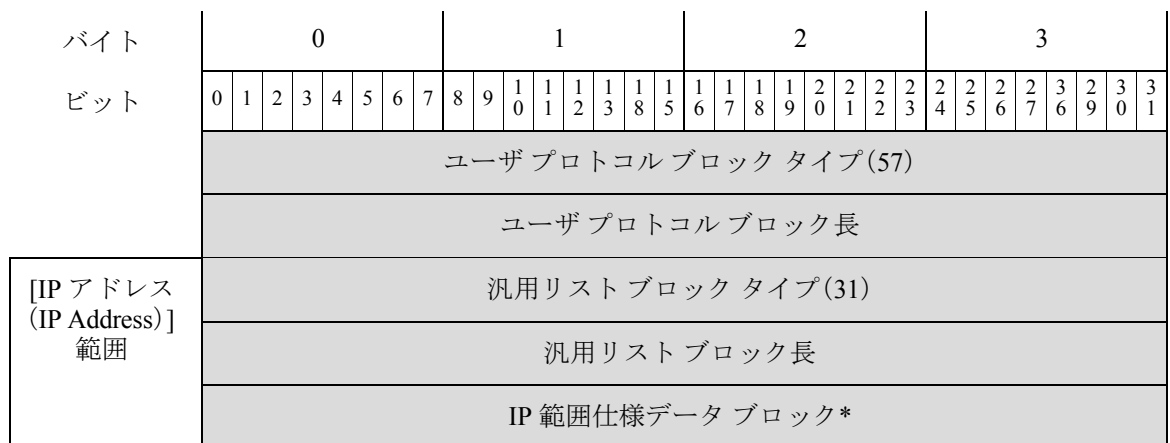 バイト 0 1 2 3
ビット 0 1 2 3 4 5 6 7 8 9 10 11 12 13 18 15 16 17 18 19 20 21 22 23 24 25 26 27 36 29 30 31
ユーザ プロトコル ブロック タイプ(57)
ユーザ プロトコル ブロック長
[IP アドレス
(IP Address)]
範囲
汎用リスト ブロック タイプ(31)
汎用リスト ブロック長
IP 範囲仕様データ ブロック*